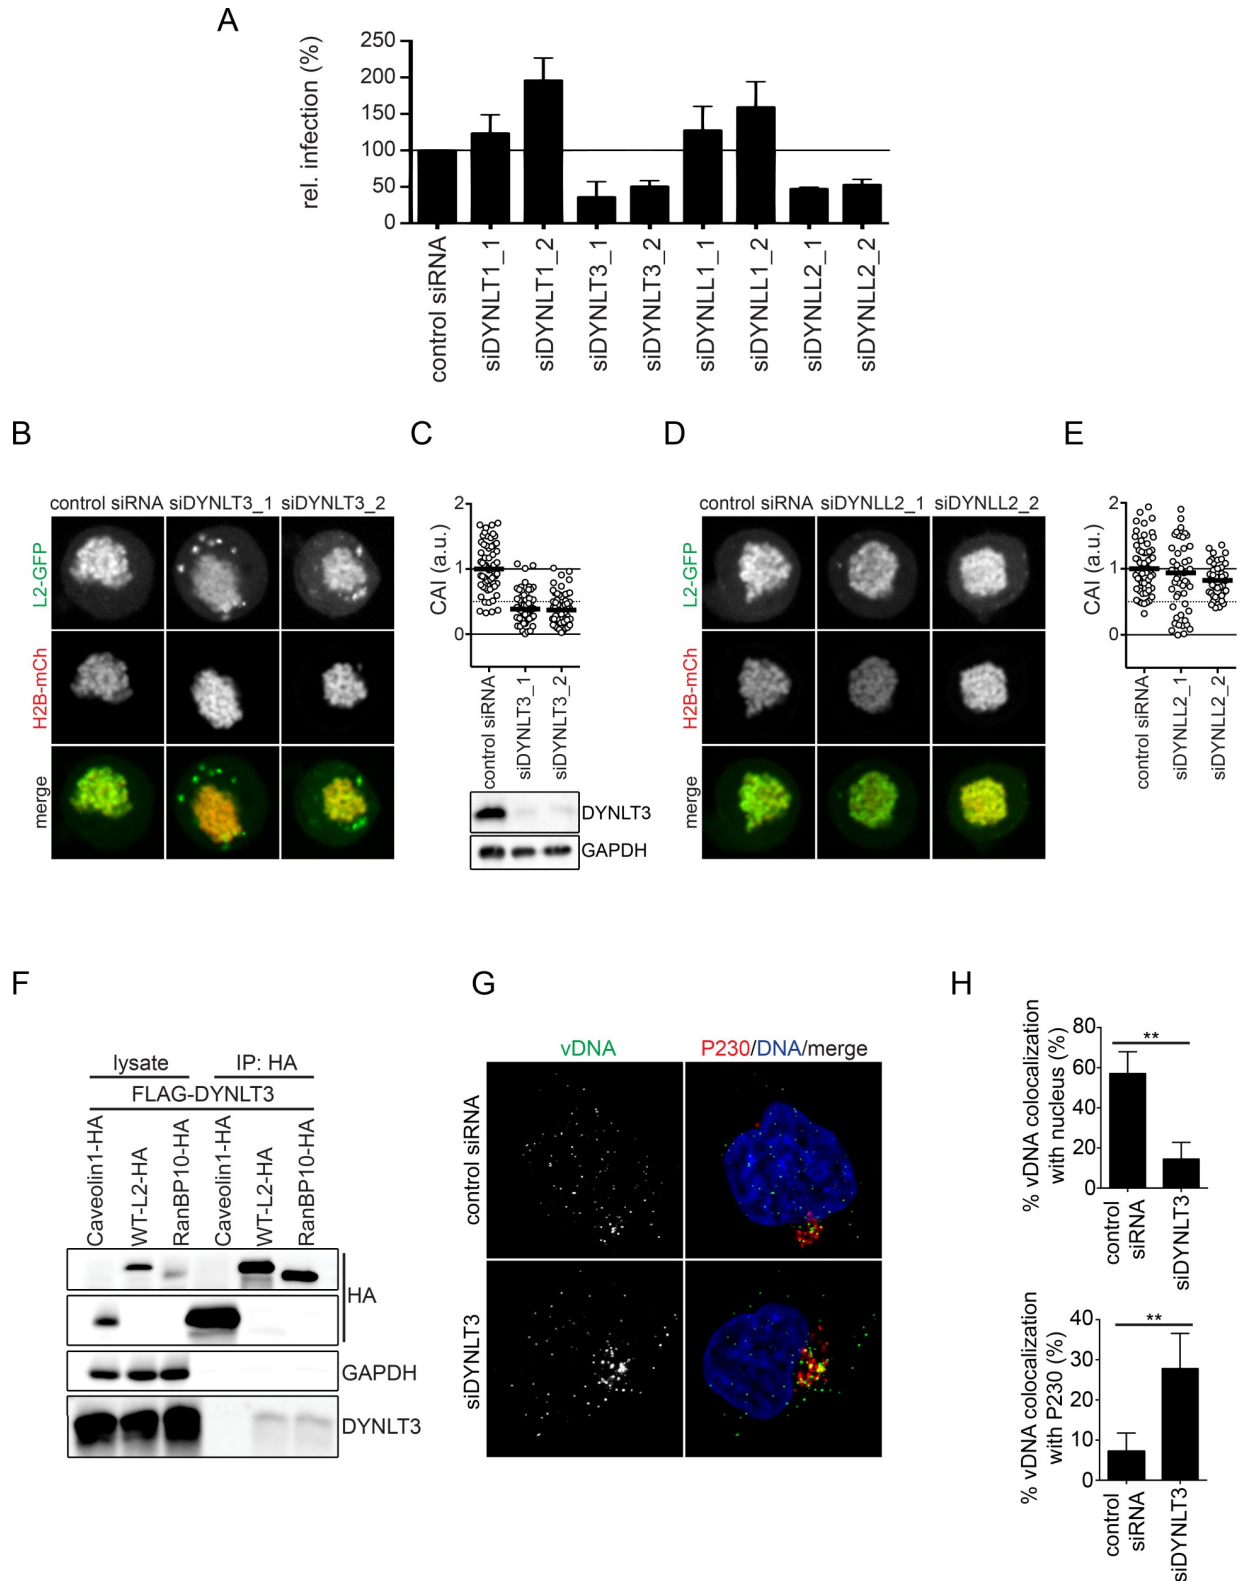 A
rel. infection (%)
250
200
150
100
50
0
control siRNA
siDYNLT1_1
siDYNLT1_2
siDYNLT3_1
siDYNLT3_2
siDYNLL1_1
siDYNLL1_2
siDYNLL2_1
siDYNLL2_2
B
control siRNA siDYNLT3_1 siDYNLT3_2
L2-GFP
H2B-mCh
merge
C
CAI (a.u.)
2
1
0
control siRNA
siDYNLT3_1
siDYNLT3_2
DYNLT3
GAPDH
D
control siRNA siDYNLL2_1 siDYNLL2_2
L2-GFP
H2B-mCh
merge
E
CAI (a.u.)
2
1
0
control siRNA
siDYNLL2_1
siDYNLL2_2
F
lysate IP: HA
FLAG-DYNLT3
Caveolin1-HA
WT-L2-HA
RanBP10-HA
Caveolin1-HA
WT-L2-HA
RanBP10-HA
HA
GAPDH
DYNLT3
G
vDNA P230/DNA/merge
control siRNA
siDYNLT3
H
% vDNA colocalization
with nucleus (%)
80
60
40
20
0
**
control
siRNA
siDYNLT3
% vDNA colocalization
with P230 (%)
40
30
20
10
0
**
control
siRNA
siDYNLT3